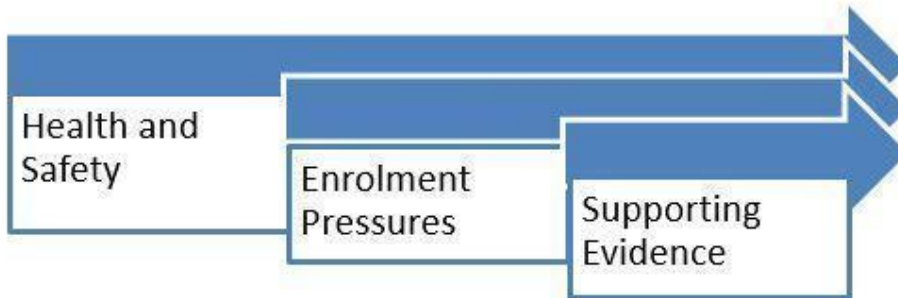 Health and
Safety
Enrolment
Pressures
Supporting
Evidence